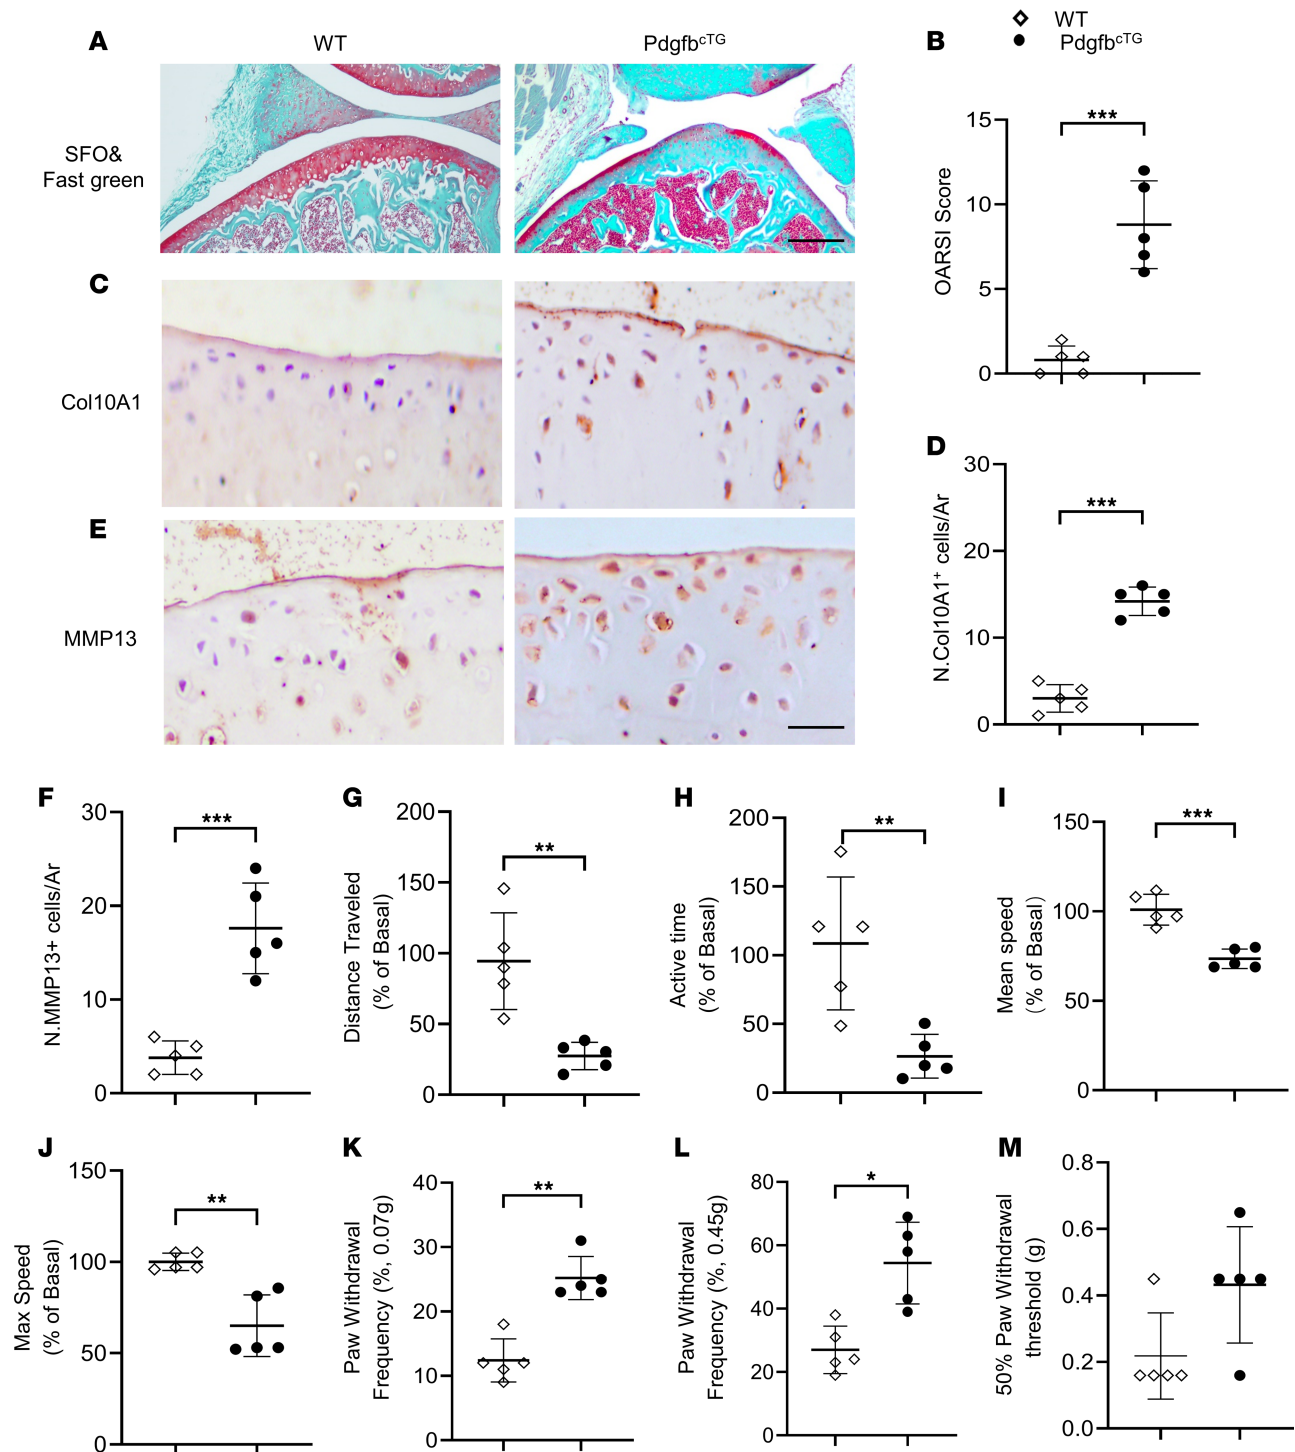 A
WT
Pdgfbᶜᵀᴳ
SFO&
Fast green
B
WT
Pdgfbᶜᵀᴳ
OARSI Score
15
10
5
0
***
C
Col10A1
D
N.Col10A1⁺ cells/Ar
30
20
10
0
***
E
MMP13
F
N.MMP13+ cells/Ar
30
20
10
0
***
G
Distance Traveled
(% of Basal)
200
150
100
50
0
**
H
Active time
(% of Basal)
200
150
100
50
0
**
I
Mean speed
(% of Basal)
150
100
50
0
***
J
Max Speed
(% of Basal)
150
100
50
0
**
K
Paw Withdrawal
Frequency (%, 0.07g)
40
30
20
10
0
**
L
Paw Withdrawal
Frequency (%, 0.45g)
80
60
40
20
0
*
M
50% Paw Withdrawal
threshold (g)
0.8
0.6
0.4
0.2
0.0